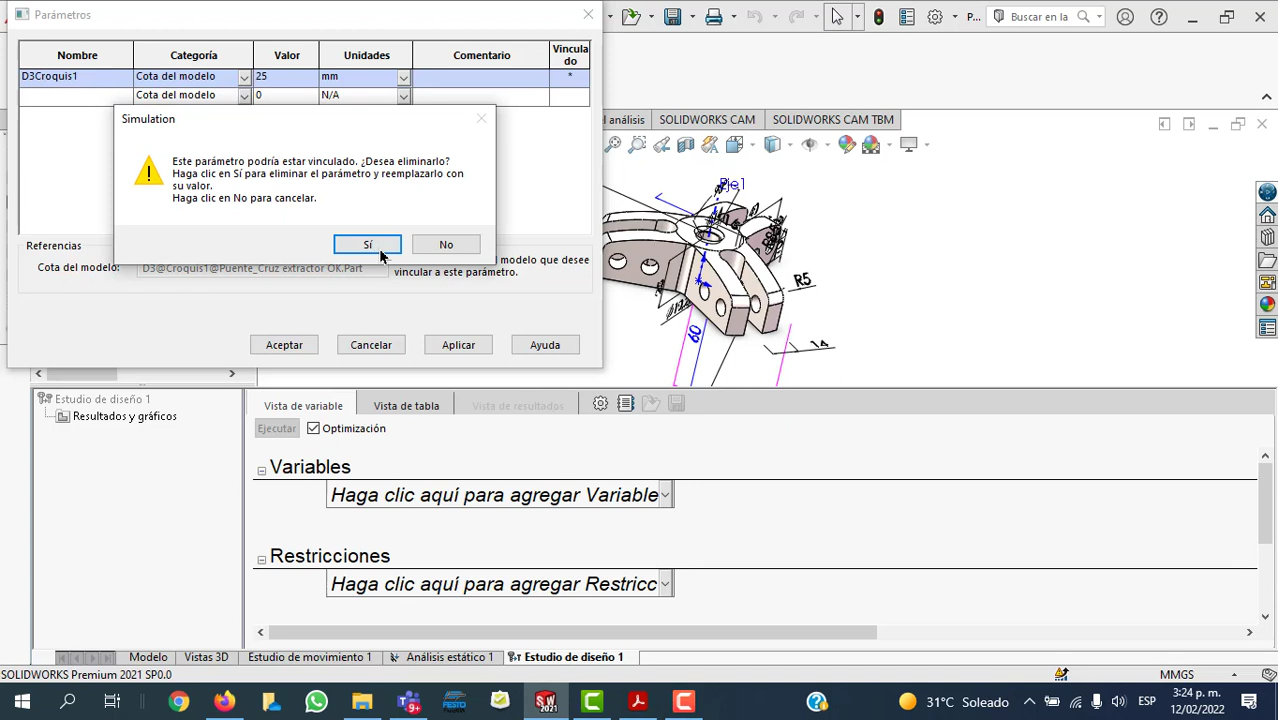 Parámetros
P...
Buscar en la
Nombre Categoría Valor Unidades Comentario Vincula do
D3Croquis1 Cota del modelo 25 mm *
Cota del modelo 0 N/A
Simulation
Este parámetro podría estar vinculado. ¿Desea eliminarlo?
Haga clic en Sí para eliminar el parámetro y reemplazarlo con
su valor.
Haga clic en No para cancelar.
Sí No
Referencias
Cota del modelo: D3@Croquis1@Puente_Cruz extractor OK.Part
l modelo que desee
vincular a este parámetro.
Aceptar Cancelar Aplicar Ayuda
el análisis SOLIDWORKS CAM SOLIDWORKS CAM TBM
Eje1
R5
60
14
Estudio de diseño 1
Resultados y gráficos
Vista de variable Vista de tabla Vista de resultados
Ejecutar Optimización
Variables
Haga clic aquí para agregar Variable
Restricciones
Haga clic aquí para agregar Restricc
Modelo Vistas 3D Estudio de movimiento 1 Análisis estático 1 Estudio de diseño 1
SOLIDWORKS Premium 2021 SP0.0
MMGS
31°C Soleado
ESP
3:24 p. m.
12/02/2022